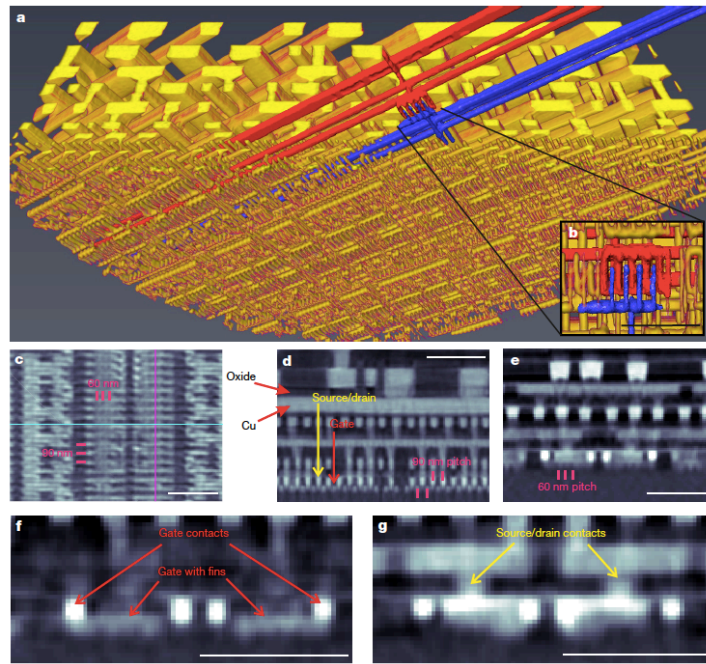 a
b
c
90 nm
90 nm
d
Oxide
Source/drain
Cu
Gate
90 nm pitch
e
60 nm pitch
f
Gate contacts
Gate with fins
g
Source/drain contacts